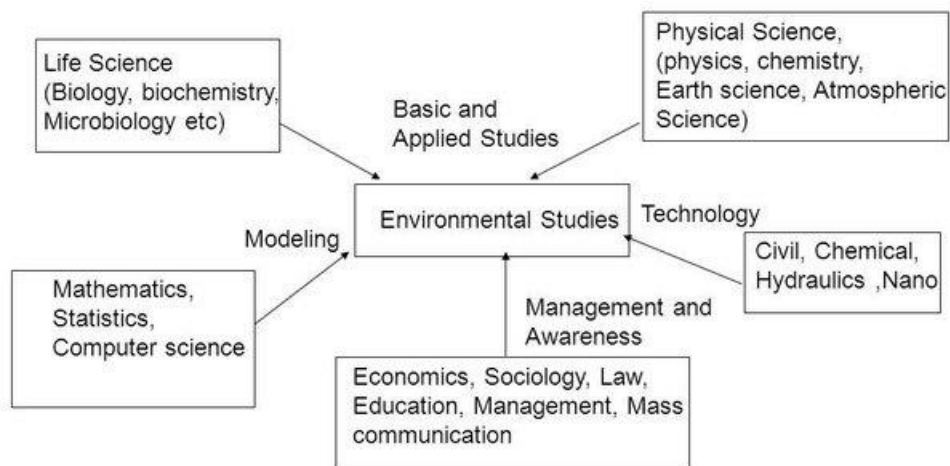 Life Science
(Biology, biochemistry,
Microbiology etc)
Basic and
Applied Studies
Physical Science,
(physics, chemistry,
Earth science, Atmospheric
Science)
Environmental Studies
Modeling
Technology
Mathematics,
Statistics,
Computer science
Management and
Awareness
Civil, Chemical,
Hydraulics ,Nano
Economics, Sociology, Law,
Education, Management, Mass
communication